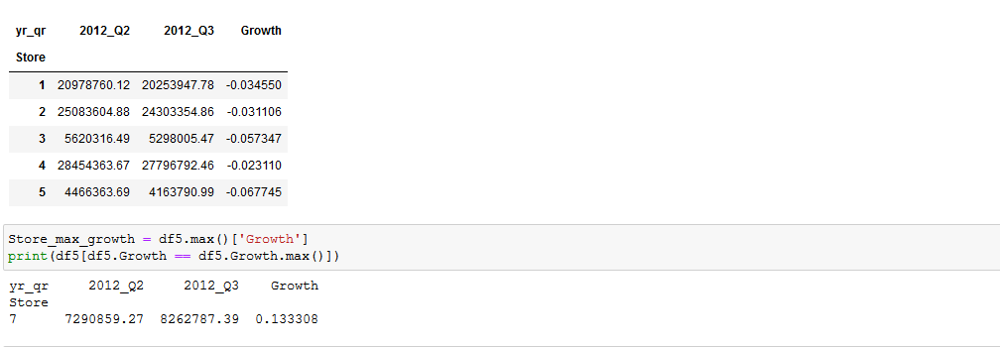 yr_qr 2012_Q2 2012_Q3 Growth
Store
1 20978760.12 20253947.78 -0.034550
2 25083604.88 24303354.86 -0.031106
3 5620316.49 5298005.47 -0.057347
4 28454363.67 27796792.46 -0.023110
5 4466363.69 4163790.99 -0.067745
Store_max_growth = df5.max()['Growth']
print(df5[df5.Growth == df5.Growth.max()])
yr_qr 2012_Q2 2012_Q3 Growth
Store
7 7290859.27 8262787.39 0.133308